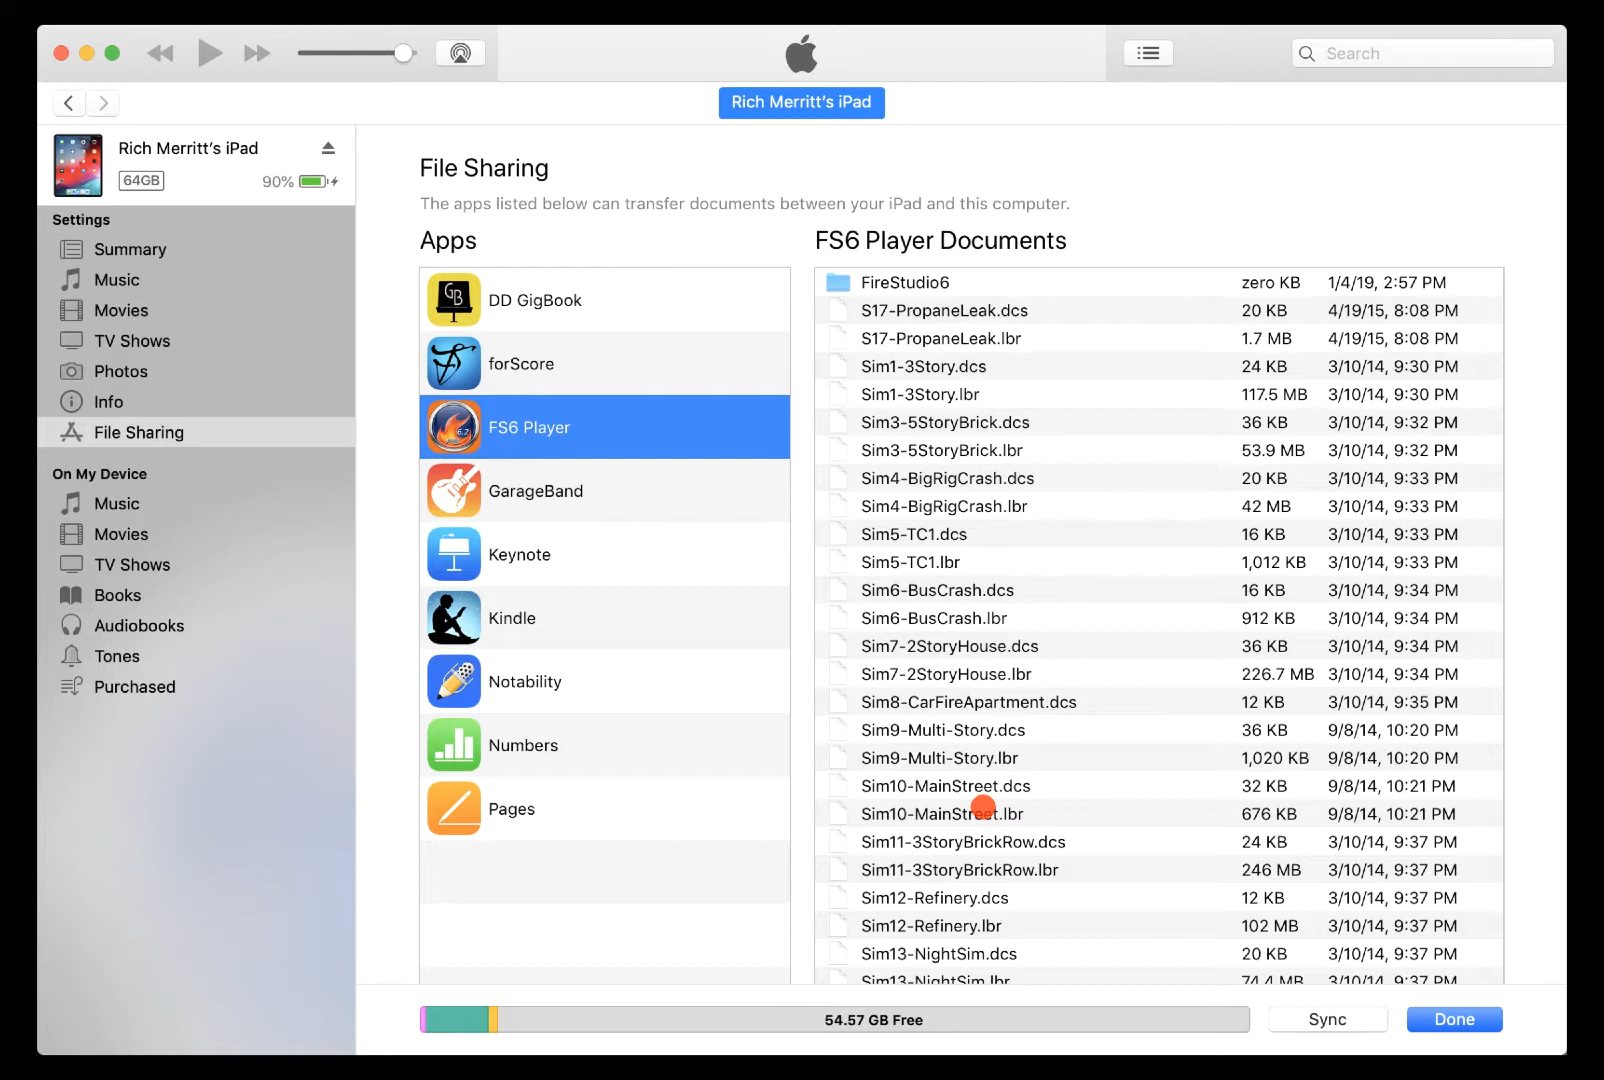 Search
Rich Merritt's iPad
Rich Merritt's iPad
64GB
90%
Settings
Summary
Music
Movies
TV Shows
Photos
Info
File Sharing
On My Device
Music
Movies
TV Shows
Books
Audiobooks
Tones
Purchased
File Sharing
The apps listed below can transfer documents between your iPad and this computer.
Apps
GB
DD GigBook
forScore
6.2
FS6 Player
GarageBand
Keynote
Kindle
Notability
Numbers
Pages
FS6 Player Documents
FireStudio6 zero KB 1/4/19, 2:57 PM
S17-PropaneLeak.dcs 20 KB 4/19/15, 8:08 PM
S17-PropaneLeak.lbr 1.7 MB 4/19/15, 8:08 PM
Sim1-3Story.dcs 24 KB 3/10/14, 9:30 PM
Sim1-3Story.lbr 117.5 MB 3/10/14, 9:30 PM
Sim3-5StoryBrick.dcs 36 KB 3/10/14, 9:32 PM
Sim3-5StoryBrick.lbr 53.9 MB 3/10/14, 9:32 PM
Sim4-BigRigCrash.dcs 20 KB 3/10/14, 9:33 PM
Sim4-BigRigCrash.lbr 42 MB 3/10/14, 9:33 PM
Sim5-TC1.dcs 16 KB 3/10/14, 9:33 PM
Sim5-TC1.lbr 1,012 KB 3/10/14, 9:33 PM
Sim6-BusCrash.dcs 16 KB 3/10/14, 9:34 PM
Sim6-BusCrash.lbr 912 KB 3/10/14, 9:34 PM
Sim7-2StoryHouse.dcs 36 KB 3/10/14, 9:34 PM
Sim7-2StoryHouse.lbr 226.7 MB 3/10/14, 9:34 PM
Sim8-CarFireApartment.dcs 12 KB 3/10/14, 9:35 PM
Sim9-Multi-Story.dcs 36 KB 9/8/14, 10:20 PM
Sim9-Multi-Story.lbr 1,020 KB 9/8/14, 10:20 PM
Sim10-MainStreet.dcs 32 KB 9/8/14, 10:21 PM
Sim10-MainStreet.lbr 676 KB 9/8/14, 10:21 PM
Sim11-3StoryBrickRow.dcs 24 KB 3/10/14, 9:37 PM
Sim11-3StoryBrickRow.lbr 246 MB 3/10/14, 9:37 PM
Sim12-Refinery.dcs 12 KB 3/10/14, 9:37 PM
Sim12-Refinery.lbr 102 MB 3/10/14, 9:37 PM
Sim13-NightSim.dcs 20 KB 3/10/14, 9:37 PM
Sim13-NightSim.lbr 74.4 MB 3/10/14, 9:37 PM
54.57 GB Free
Sync
Done